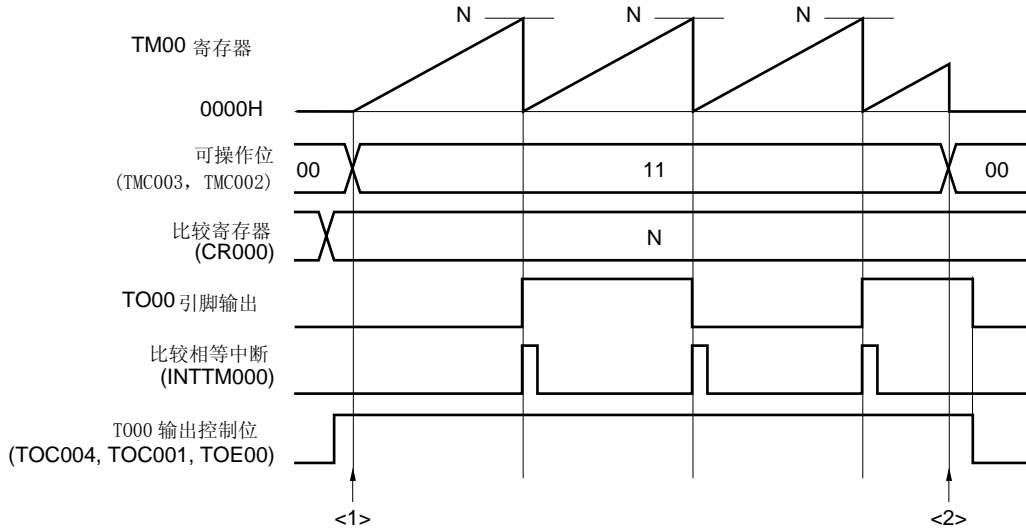 N N N
TM00 寄存器
0000H
可操作位
00 11 00
(TMC003，TMC002)
比较寄存器
N
(CR000)
TO00 引脚输出
比较相等中断
(INTTM000)
TO00 输出控制位
(TOC004, TOC001, TOE00)
<1> <2>